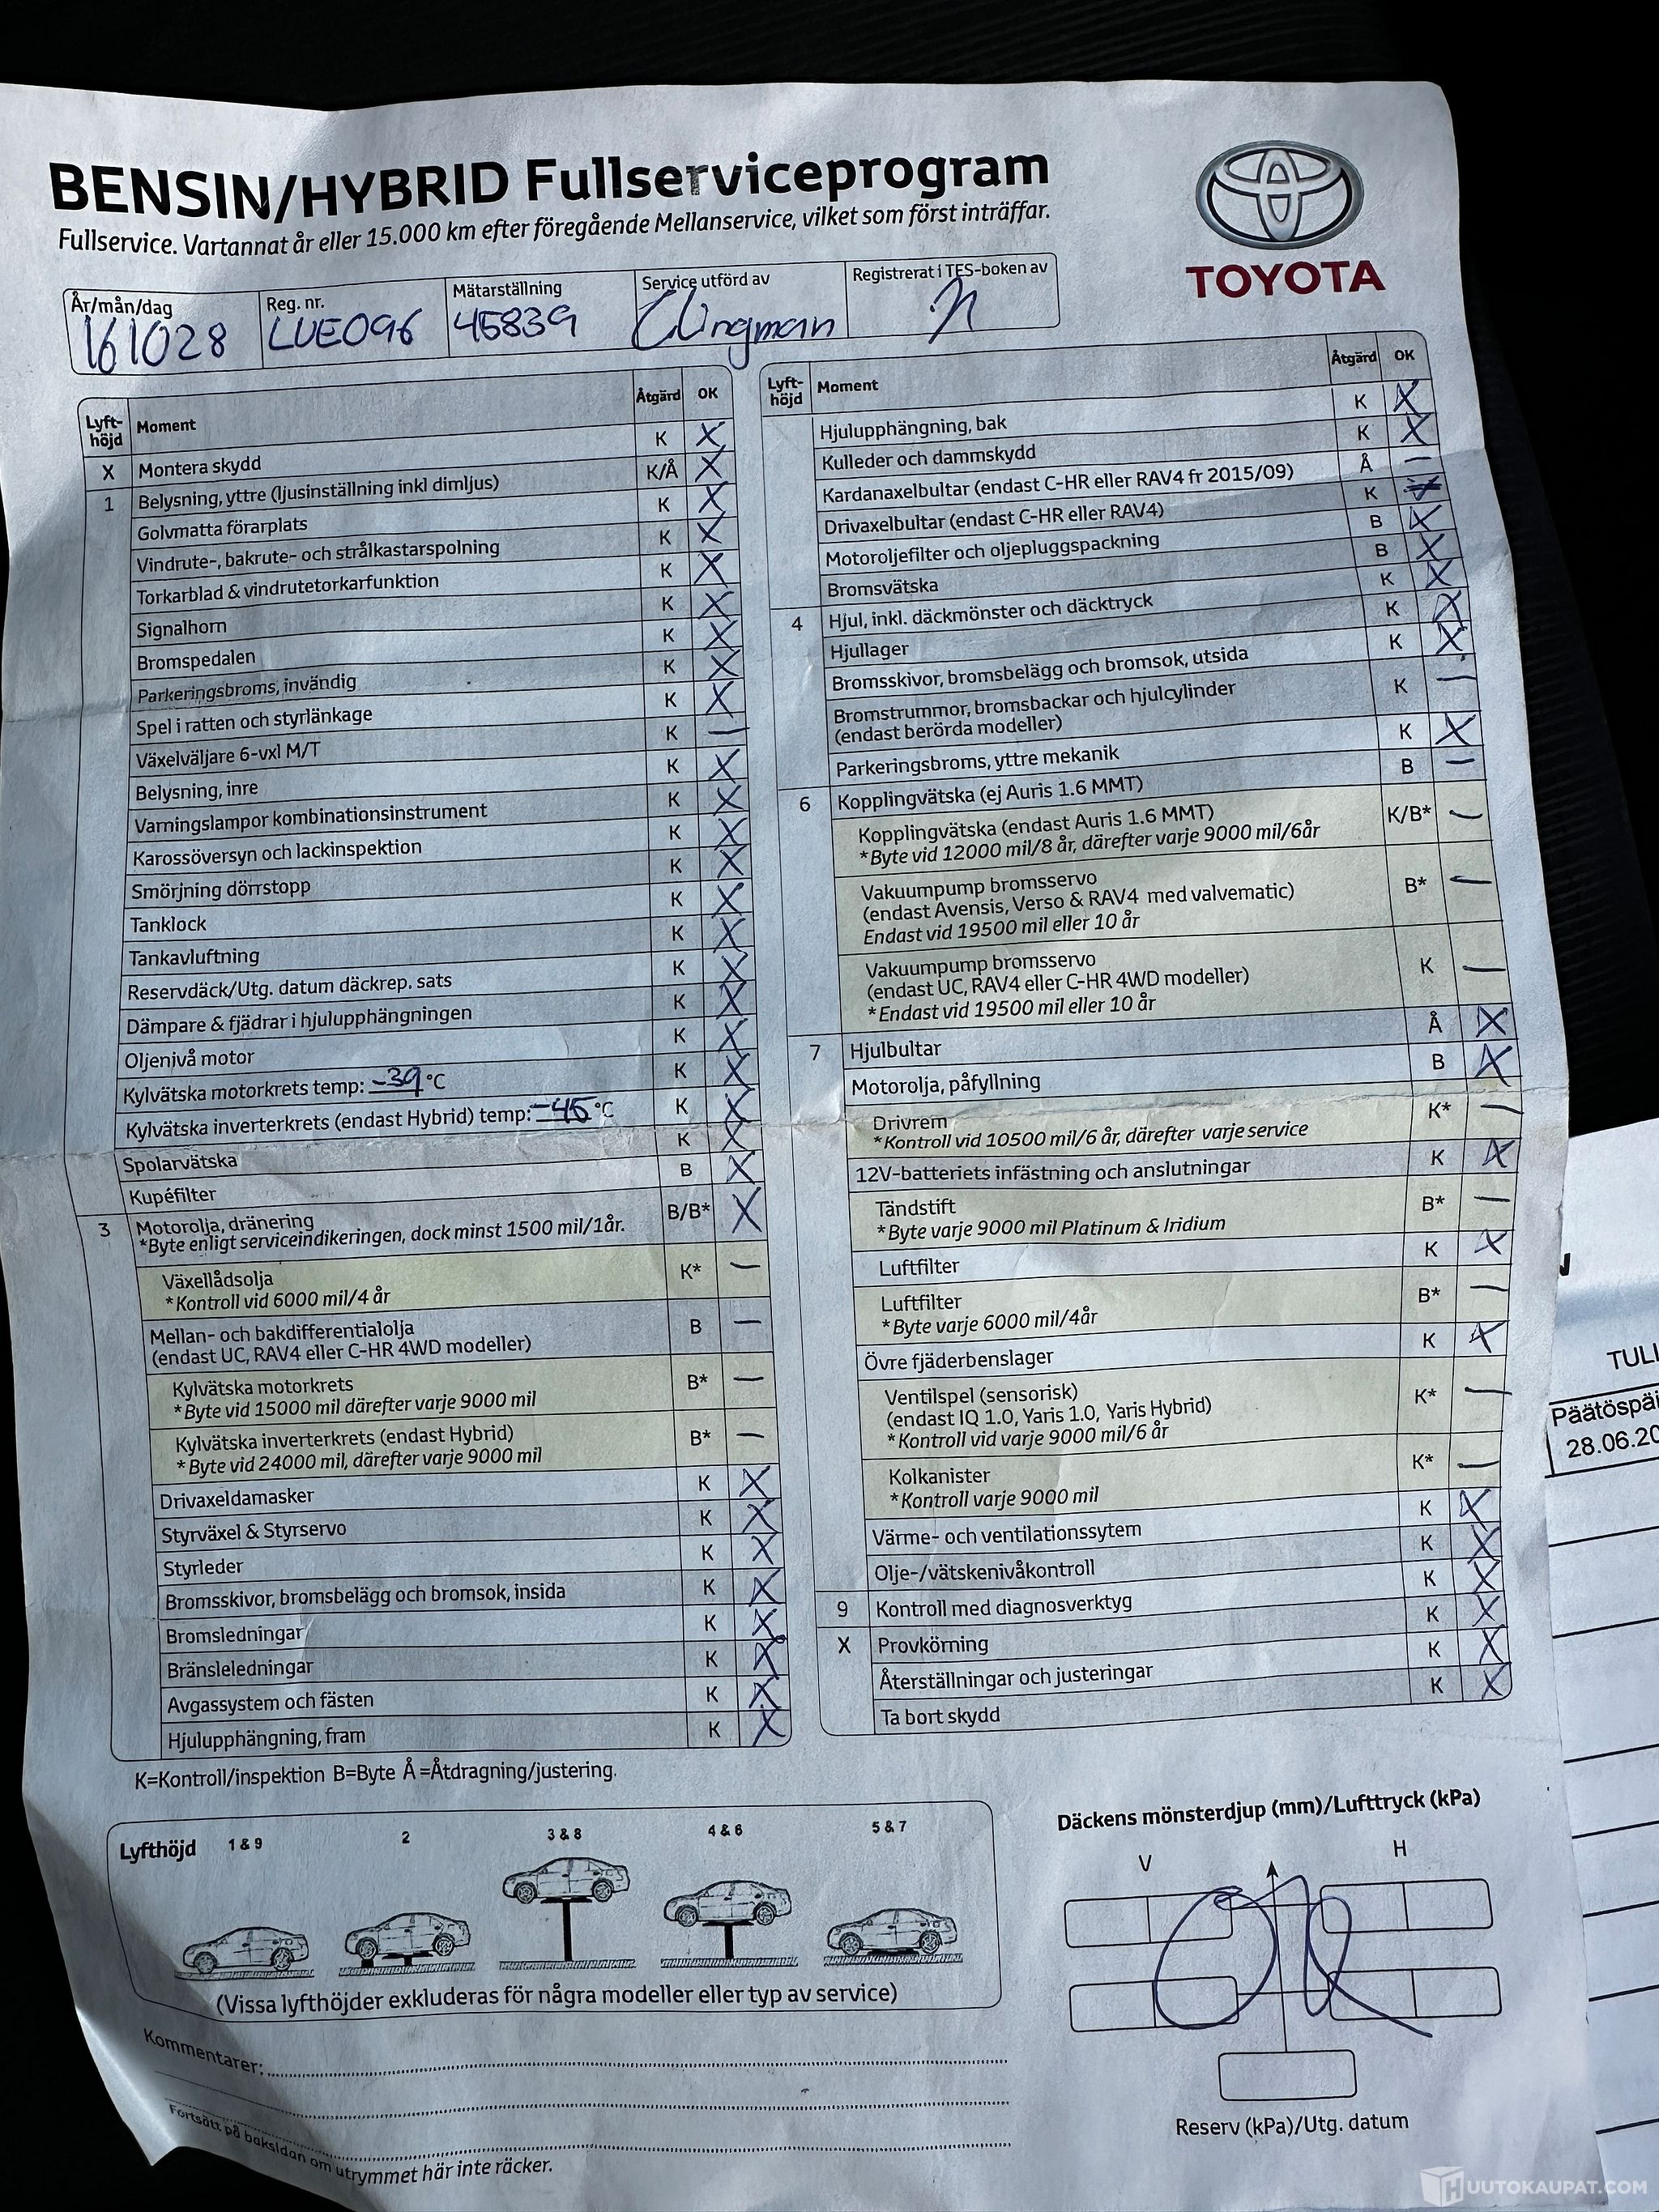 BENSIN/HYBRID Fullserviceprogram
Fullservice. Vartannat år eller 15.000 km efter föregående Mellanservice, vilket som först inträffar.
TOYOTA
År/mån/dag Reg. nr. Mätarställning Service utförd av Registrerat i TES-boken av
161028 LUE096 45839
Lyft-höjd Moment Åtgärd OK
X Montera skydd K X
1 Belysning, yttre (ljusinställning inkl dimljus) K/Å X
Golvmatta förarplats K X
Vindrute-, bakrute- och strålkastarspolning K X
Torkarblad & vindrutetorkarfunktion K X
Signalhorn K X
Bromspedalen K X
Parkeringsbroms, invändig K X
Spel i ratten och styrlänkage K X
Växelväljare 6-vxl M/T K –
Belysning, inre K X
Varningslampor kombinationsinstrument K X
Karossöversyn och lackinspektion K X
Smörjning dörrstopp K X
Tanklock K X
Tankavluftning K X
Reservdäck/Utg. datum däckrep. sats K X
Dämpare & fjädrar i hjulupphängningen K X
Oljenivå motor K X
Kylvätska motorkrets temp: -39 °C K X
Kylvätska inverterkrets (endast Hybrid) temp: -45 °C K X
Spolarvätska K X
Kupéfilter B X
3 Motorolja, dränering B/B* X
*Byte enligt serviceindikeringen, dock minst 1500 mil/1år.
Växellådsolja K* –
*Kontroll vid 6000 mil/4 år
Mellan- och bakdifferentialolja B –
(endast UC, RAV4 eller C-HR 4WD modeller)
Kylvätska motorkrets B* –
*Byte vid 15000 mil därefter varje 9000 mil
Kylvätska inverterkrets (endast Hybrid) B* –
*Byte vid 24000 mil, därefter varje 9000 mil
Drivaxeldamasker K X
Styrväxel & Styrservo K X
Styrleder K X
Bromsskivor, bromsbelägg och bromsok, insida K X
Bromsledningar K X
Bränsleledningar K X
Avgassystem och fästen K X
Hjulupphängning, fram K X
Lyft-höjd Moment Åtgärd OK
Hjulupphängning, bak K X
Kulleder och dammskydd K X
Kardanaxelbultar (endast C-HR eller RAV4 fr 2015/09) Å –
Drivaxelbultar (endast C-HR eller RAV4) K
Motoroljefilter och oljepluggspackning B X
Bromsvätska B X
4 Hjul, inkl. däckmönster och däcktryck K X
Hjullager K X
Bromsskivor, bromsbelägg och bromsok, utsida K X
Bromstrummor, bromsbackar och hjulcylinder K –
(endast berörda modeller)
Parkeringsbroms, yttre mekanik K X
6 Kopplingvätska (ej Auris 1.6 MMT) B –
Kopplingvätska (endast Auris 1.6 MMT) K/B* –
*Byte vid 12000 mil/8 år, därefter varje 9000 mil/6år
Vakuumpump bromsservo B* –
(endast Avensis, Verso & RAV4 med valvematic)
Endast vid 19500 mil eller 10 år
Vakuumpump bromsservo K –
(endast UC, RAV4 eller C-HR 4WD modeller)
*Endast vid 19500 mil eller 10 år
7 Hjulbultar Å X
Motorolja, påfyllning B X
Drivrem K* –
*Kontroll vid 10500 mil/6 år, därefter varje service
12V-batteriets infästning och anslutningar K X
Tändstift B* –
*Byte varje 9000 mil Platinum & Iridium
Luftfilter K X
Luftfilter B* –
*Byte varje 6000 mil/4år
Övre fjäderbenslager K X
Ventilspel (sensorisk) K* –
(endast IQ 1.0, Yaris 1.0, Yaris Hybrid)
*Kontroll vid varje 9000 mil/6 år
Kolkanister K* –
*Kontroll varje 9000 mil
Värme- och ventilationssytem K X
Olje-/vätskenivåkontroll K X
9 Kontroll med diagnosverktyg K X
X Provkörning K X
Återställningar och justeringar K X
Ta bort skydd K X
K=Kontroll/inspektion B=Byte Å=Åtdragning/justering.
Lyfthöjd 1 & 9 2 3 & 8 4 & 6 5 & 7
(Vissa lyfthöjder exkluderas för några modeller eller typ av service)
Däckens mönsterdjup (mm)/Lufttryck (kPa)
V H
OK
Reserv (kPa)/Utg. datum
Kommentarer:
Fortsätt på baksidan om utrymmet här inte räcker.
TULL
Päätöspäi
28.06.20
HUUTOKAUPAT.COM